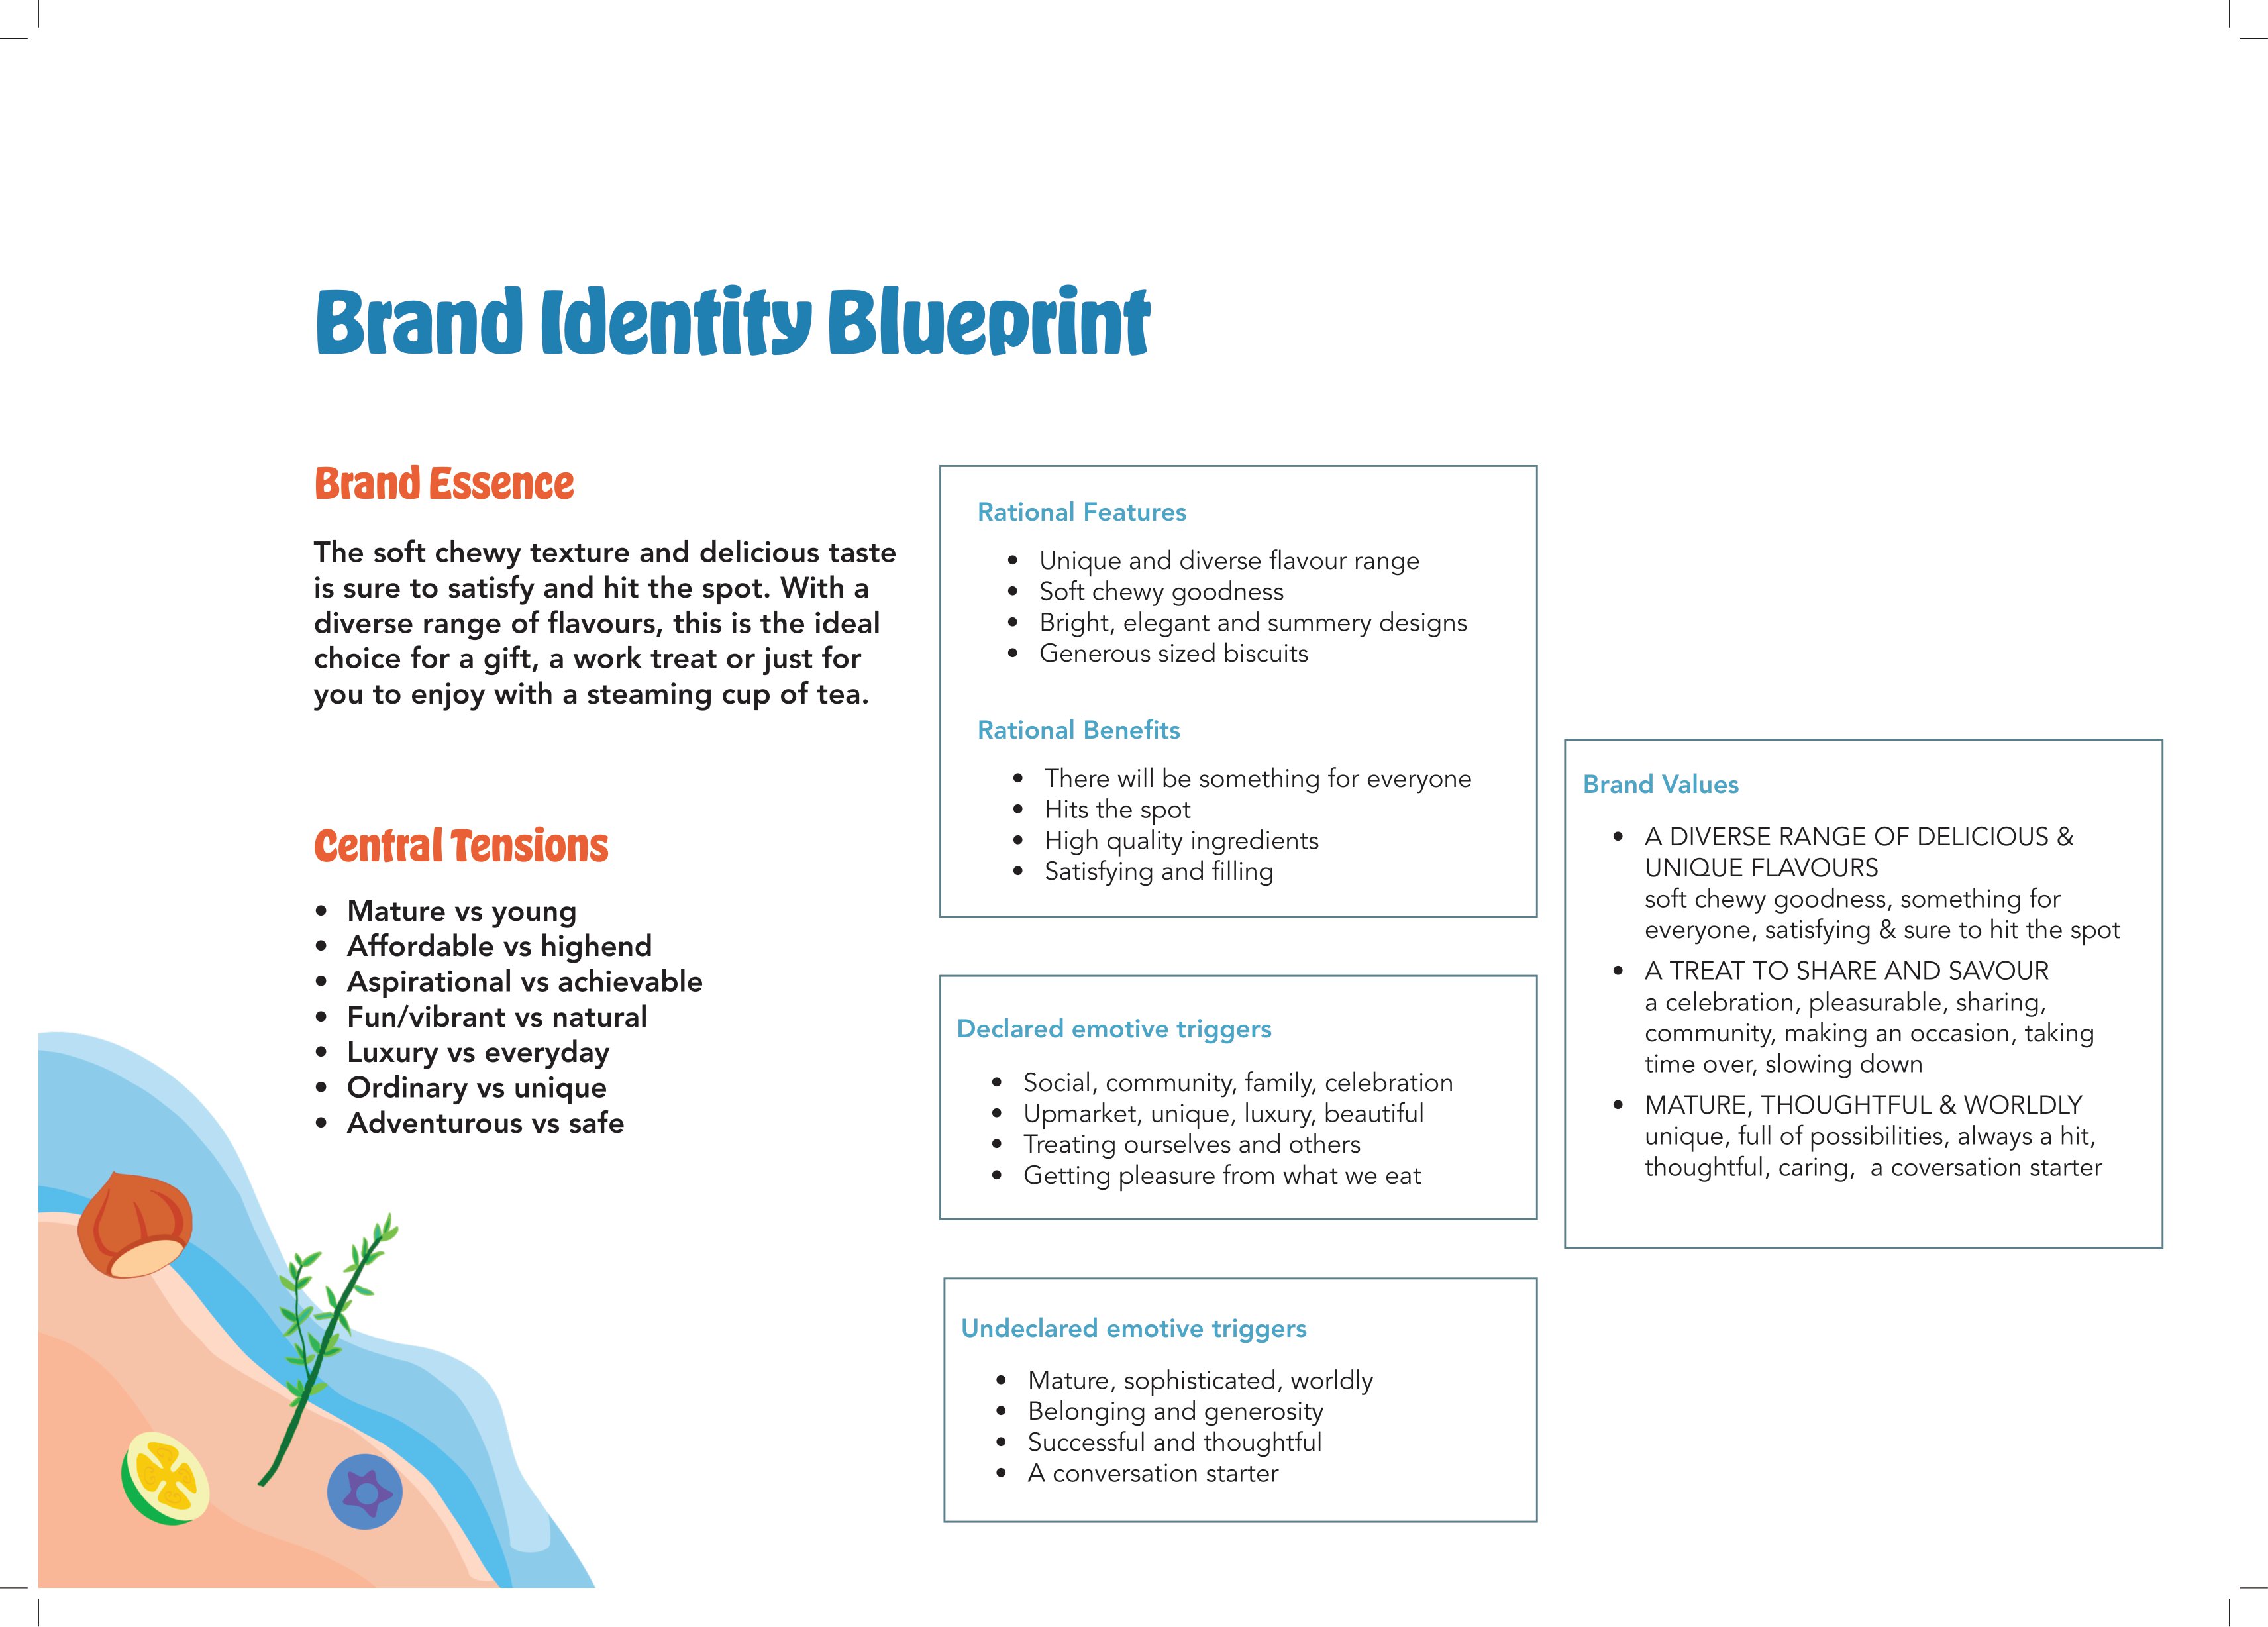 Brand Identity Blueprint
Brand Essence
The soft chewy texture and delicious taste
is sure to satisfy and hit the spot. With a
diverse range of flavours, this is the ideal
choice for a gift, a work treat or just for
you to enjoy with a steaming cup of tea.
Central Tensions
• Mature vs young
• Affordable vs highend
• Aspirational vs achievable
• Fun/vibrant vs natural
• Luxury vs everyday
• Ordinary vs unique
• Adventurous vs safe
Rational Features
• Unique and diverse flavour range
• Soft chewy goodness
• Bright, elegant and summery designs
• Generous sized biscuits
Rational Benefits
• There will be something for everyone
• Hits the spot
• High quality ingredients
• Satisfying and filling
Declared emotive triggers
• Social, community, family, celebration
• Upmarket, unique, luxury, beautiful
• Treating ourselves and others
• Getting pleasure from what we eat
Undeclared emotive triggers
• Mature, sophisticated, worldly
• Belonging and generosity
• Successful and thoughtful
• A conversation starter
Brand Values
• A DIVERSE RANGE OF DELICIOUS &
UNIQUE FLAVOURS
soft chewy goodness, something for
everyone, satisfying & sure to hit the spot
• A TREAT TO SHARE AND SAVOUR
a celebration, pleasurable, sharing,
community, making an occasion, taking
time over, slowing down
• MATURE, THOUGHTFUL & WORLDLY
unique, full of possibilities, always a hit,
thoughtful, caring,  a coversation starter